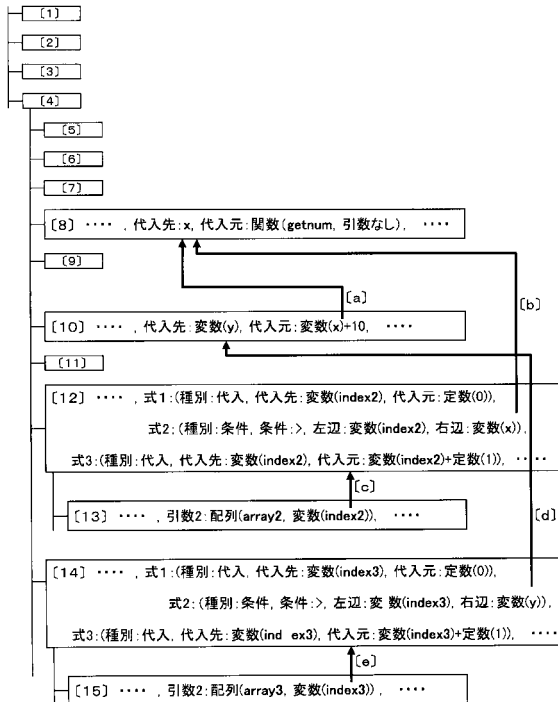 [1]
[2]
[3]
[4]
[5]
[6]
[7]
[8] ‥‥ , 代入先:x, 代入元:関数(getnum, 引数なし), ‥‥
[9]
[a]
[b]
[10] ‥‥ , 代入先:変数(y), 代入元:変数(x)+10, ‥‥
[11]
[12] ‥‥ , 式1:(種別:代入, 代入先:変数(index2), 代入元:定数(0)),
式2:(種別:条件, 条件:>, 左辺:変数(index2), 右辺:変数(x)),
式3:(種別:代入, 代入先:変数(index2), 代入元:変数(index2)+定数(1)), ‥‥
[c]
[13] ‥‥ , 引数2:配列(array2, 変数(index2)), ‥‥
[d]
[14] ‥‥ , 式1:(種別:代入, 代入先:変数(index3), 代入元:定数(0)),
式2:(種別:条件, 条件:>, 左辺:変 数(index3), 右辺:変数(y)),
式3:(種別:代入, 代入先:変数(ind ex3), 代入元:変数(index3)+定数(1)), ‥‥
[e]
[15] ‥‥ , 引数2:配列(array3, 変数(index3)) , ‥‥